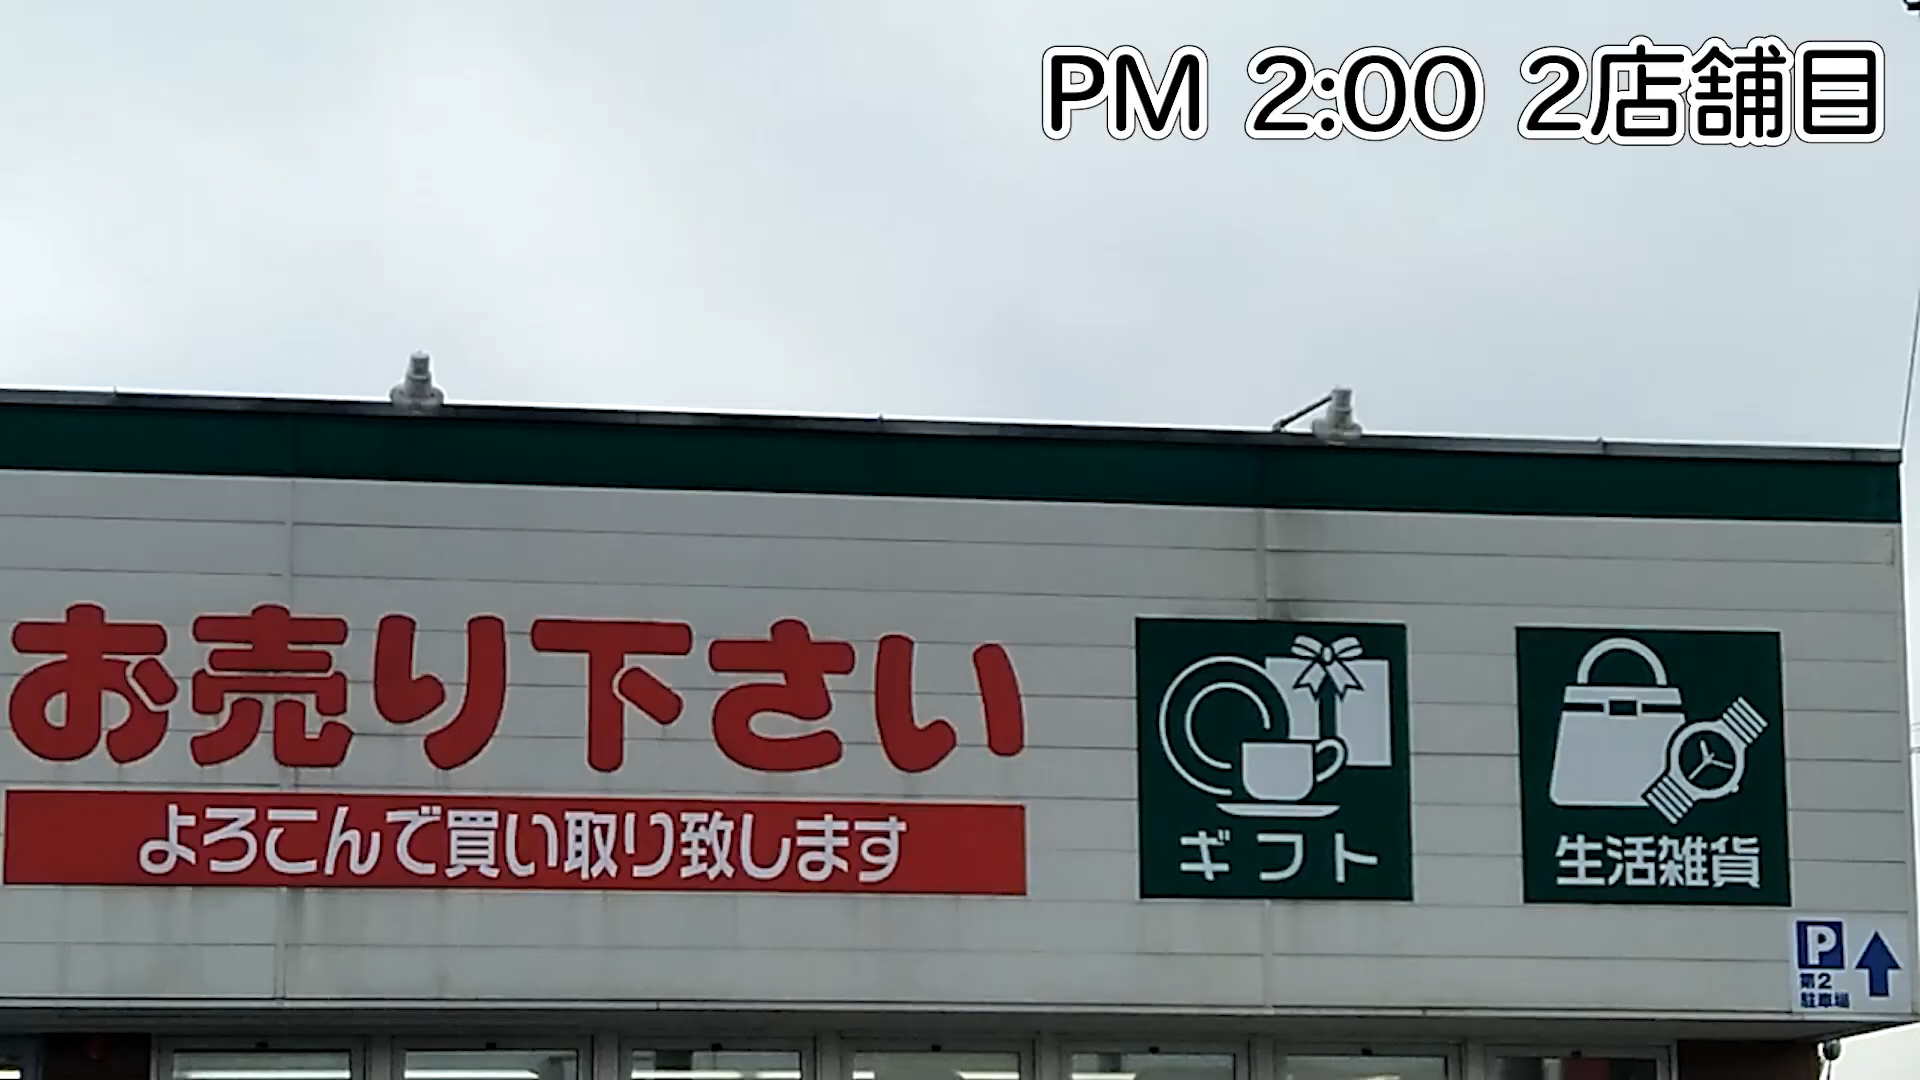 PM 2:00 2店舗目
お売り下さい
よろこんで買い取り致します
ギフト
生活雑貨
P
第2
駐車場